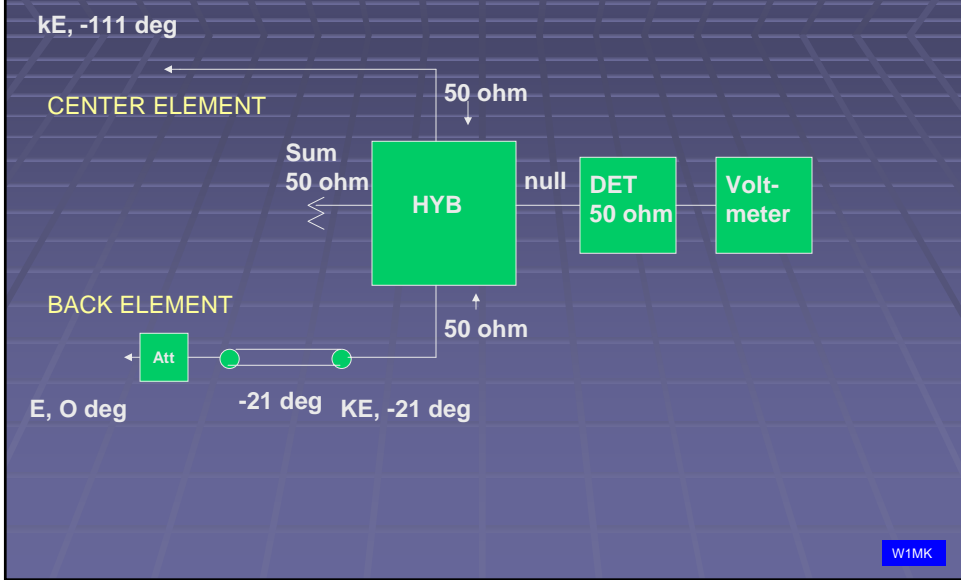 kE, -111 deg
CENTER ELEMENT
50 ohm
Sum
50 ohm
HYB
null
DET
50 ohm
Volt-
meter
BACK ELEMENT
50 ohm
Att
-21 deg
KE, -21 deg
E, O deg
W1MK